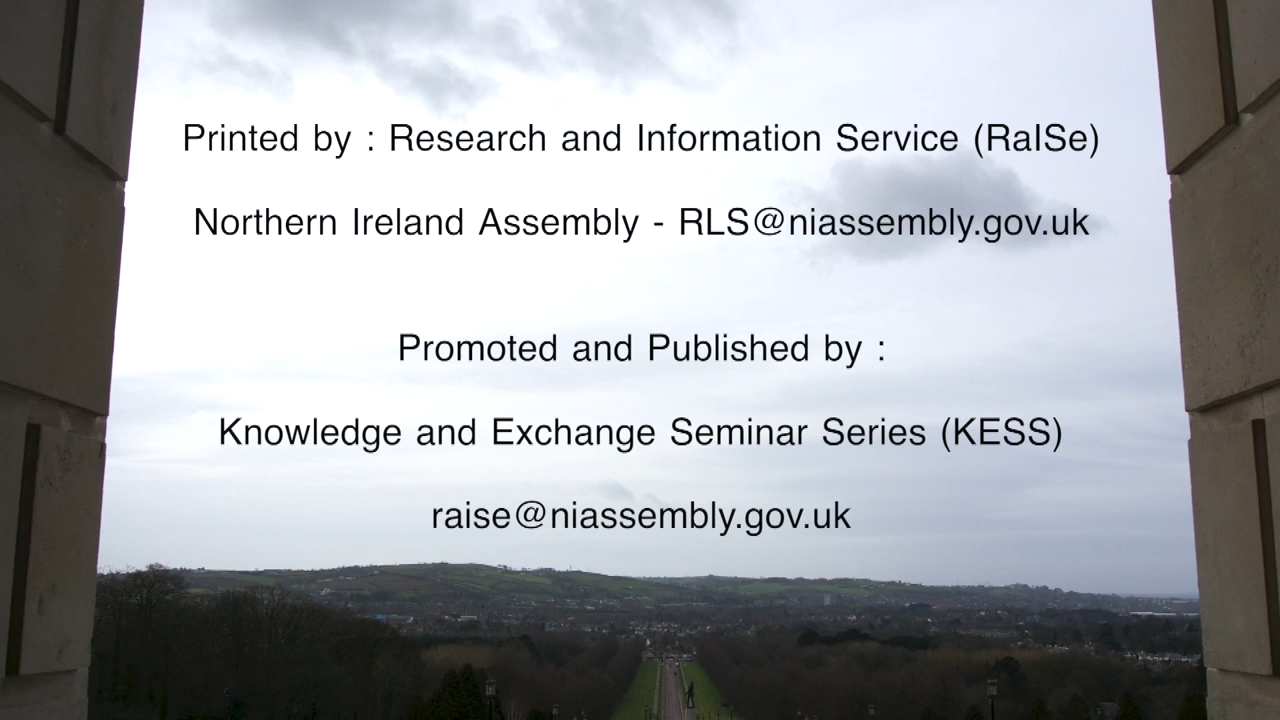 Printed by : Research and Information Service (RaISe)
Northern Ireland Assembly - RLS@niassembly.gov.uk
Promoted and Published by :
Knowledge and Exchange Seminar Series (KESS)
raise@niassembly.gov.uk